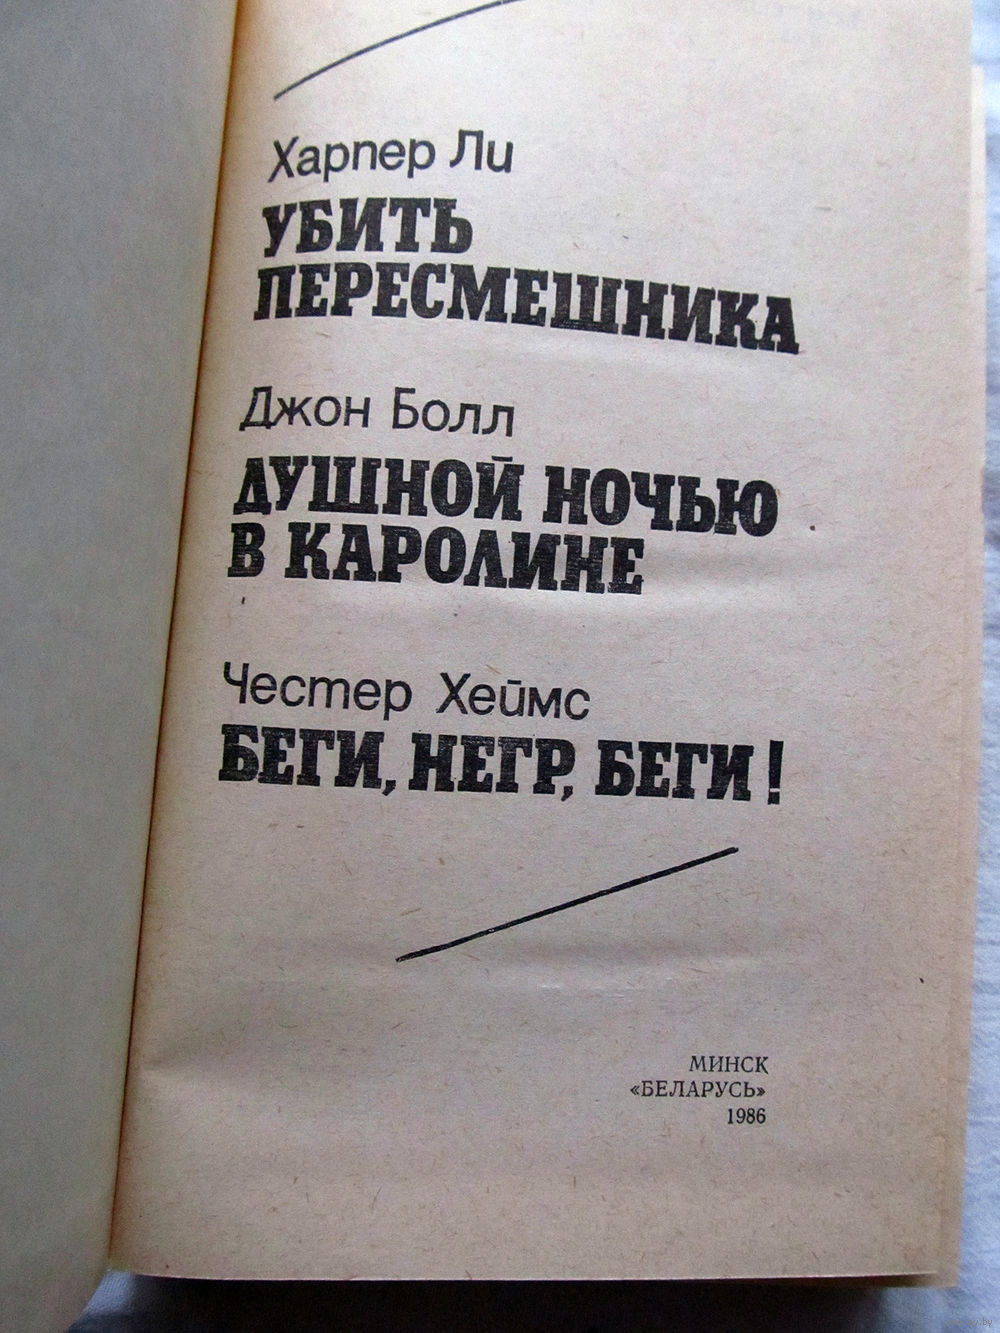 Харпер Ли
УБИТЬ
ПЕРЕСМЕШНИКА
Джон Болл
ДУШНОЙ НОЧЬЮ
В КАРОЛИНЕ
Честер Хеймс
БЕГИ, НЕГР, БЕГИ!
МИНСК
«БЕЛАРУСЬ»
1986